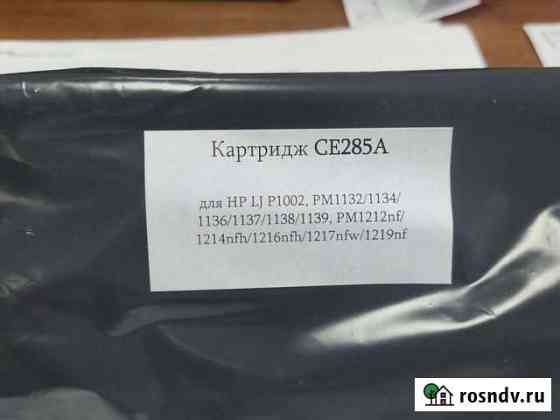 Картридж CE285A
для HP LJ P1002, PM1132/1134/
1136/1137/1138/1139, PM1212nf/
1214nfh/1216nfh/1217nfw/1219nf
rosndv.ru